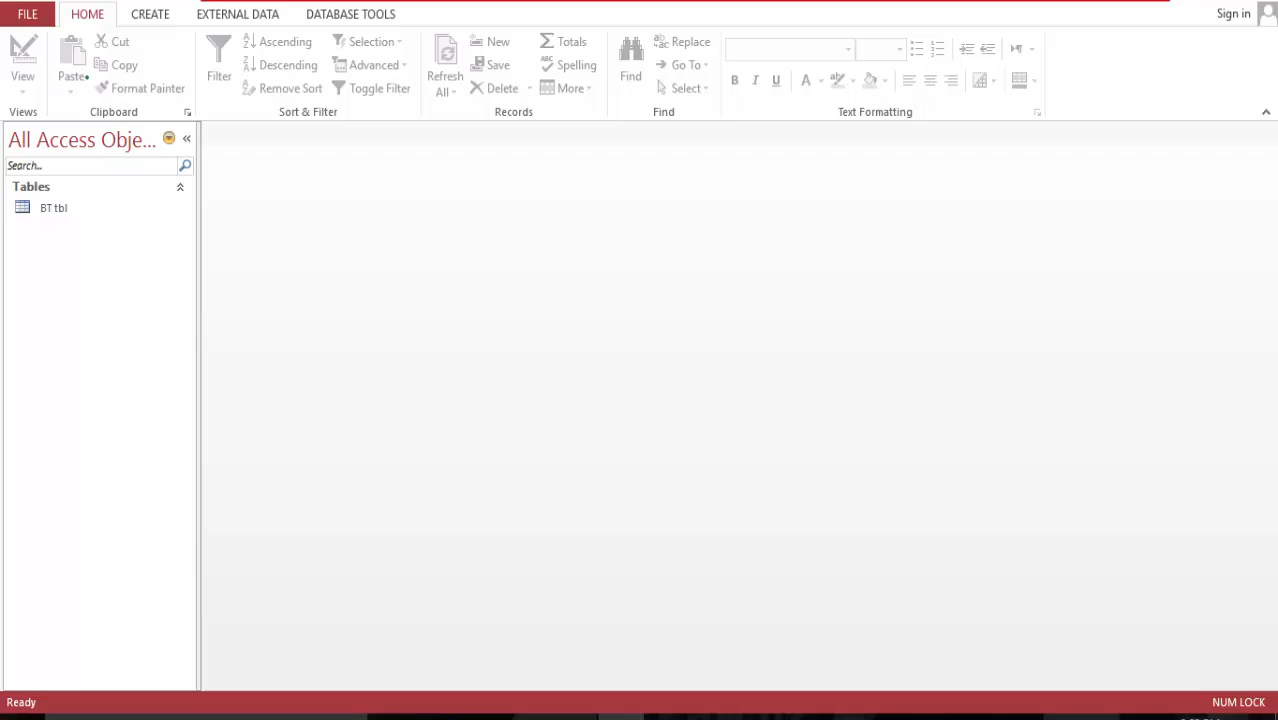 FILE HOME CREATE EXTERNAL DATA DATABASE TOOLS Sign in
Cut Ascending Selection New Totals Replace
Copy Descending Advanced Save Spelling Go To
View Paste Format Painter Filter Remove Sort Toggle Filter Refresh All Delete More Find Select
B I U A
Views Clipboard Sort & Filter Records Find Text Formatting
All Access Obje...
Search...
Tables
BT tbl
Ready NUM LOCK